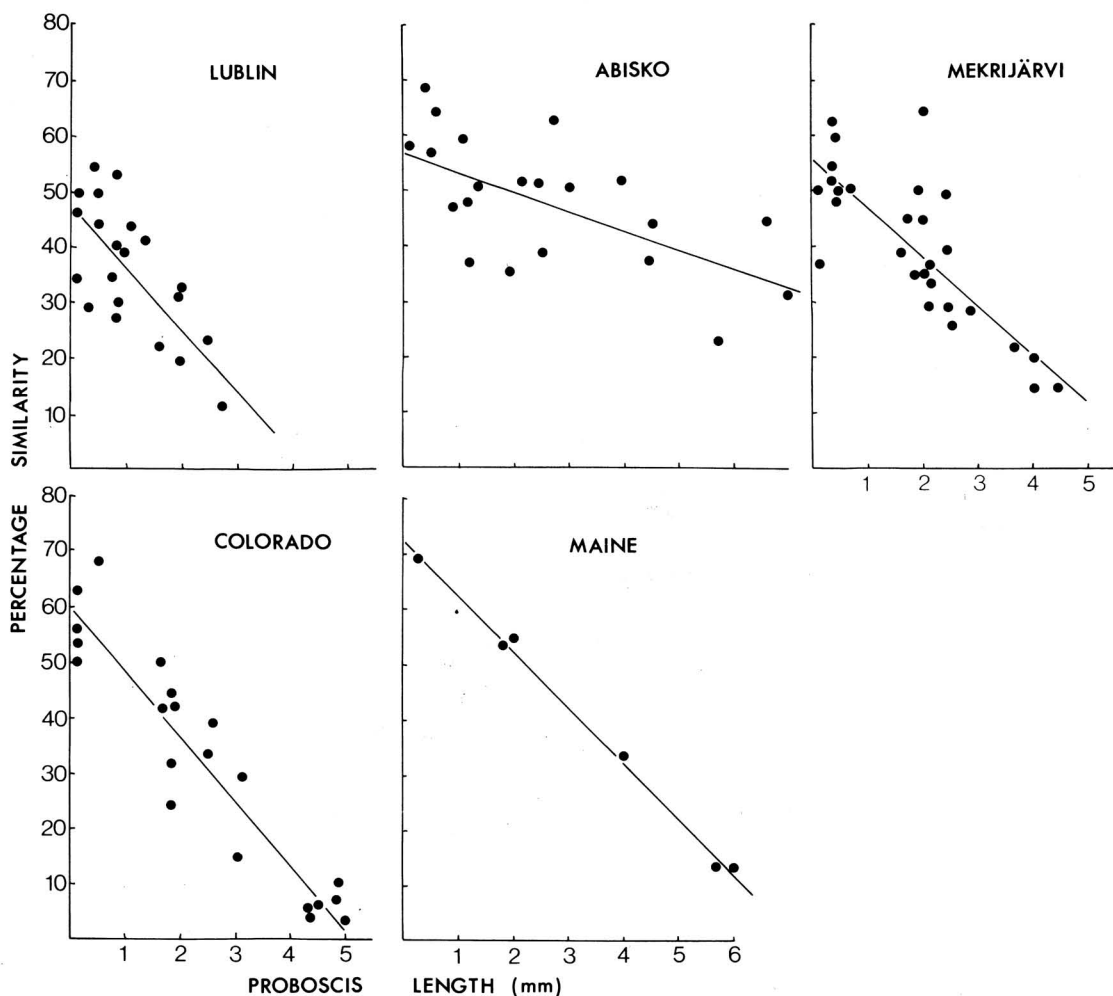 LUBLIN
ABISKO
MEKRIJÄRVI
80
70
60
50
40
30
20
10
1 2 3 4 5
COLORADO
MAINE
80
70
60
50
40
30
20
10
1 2 3 4 5
1 2 3 4 5 6
PERCENTAGE SIMILARITY
PROBOSCIS LENGTH (mm)